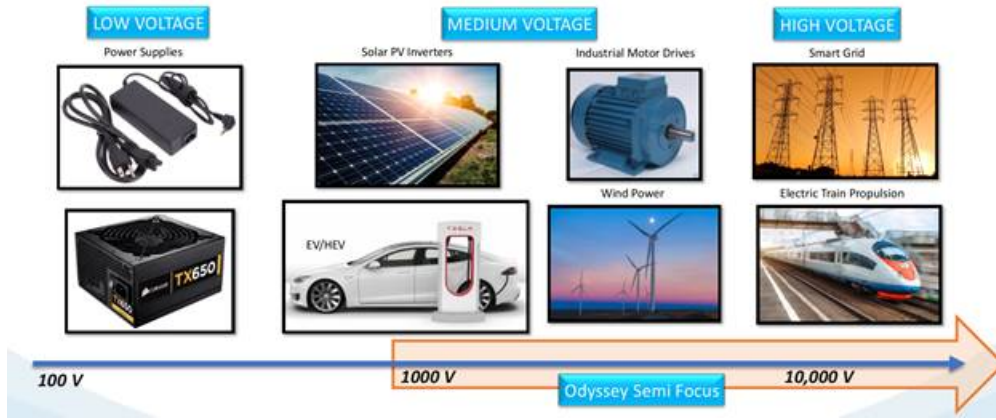 LOW VOLTAGE
MEDIUM VOLTAGE
HIGH VOLTAGE
Power Supplies
Solar PV Inverters
Industrial Motor Drives
Smart Grid
Wind Power
Electric Train Propulsion
EV/HEV
TESLA
TX650
100 V
1000 V
10,000 V
Odyssey Semi Focus